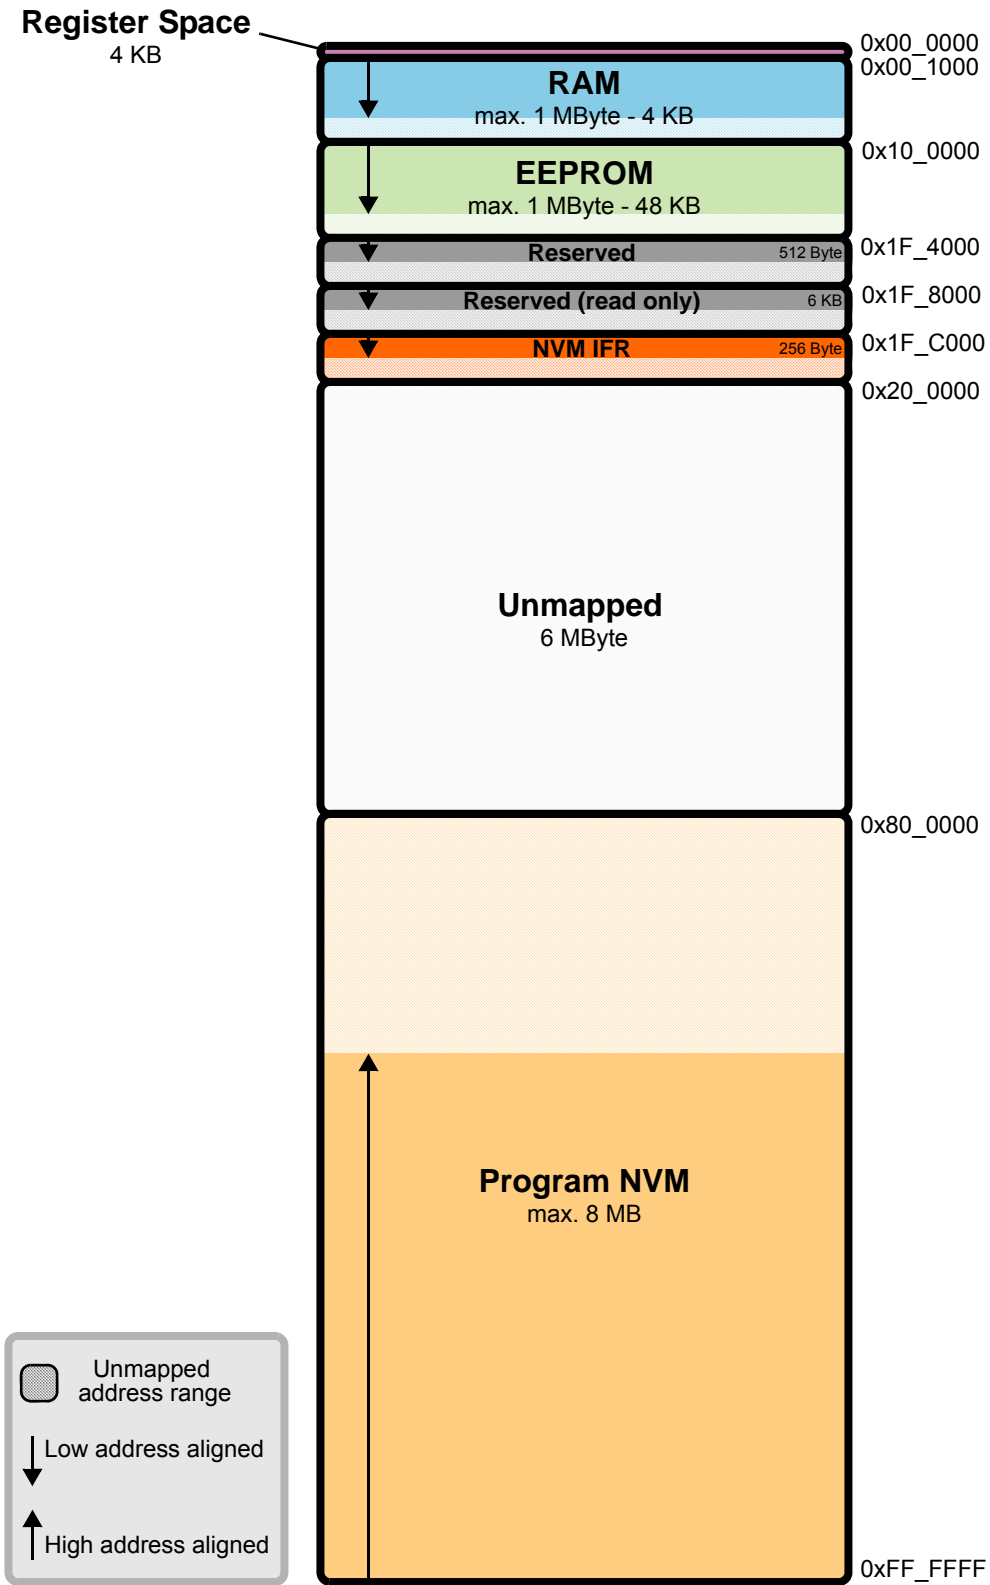 Register Space
4 KB
0x00_0000
0x00_1000
RAM
max. 1 MByte - 4 KB
0x10_0000
EEPROM
max. 1 MByte - 48 KB
0x1F_4000
Reserved
512 Byte
0x1F_8000
Reserved (read only)
6 KB
0x1F_C000
NVM IFR
256 Byte
0x20_0000
Unmapped
6 MByte
0x80_0000
Program NVM
max. 8 MB
Unmapped
address range
Low address aligned
High address aligned
0xFF_FFFF